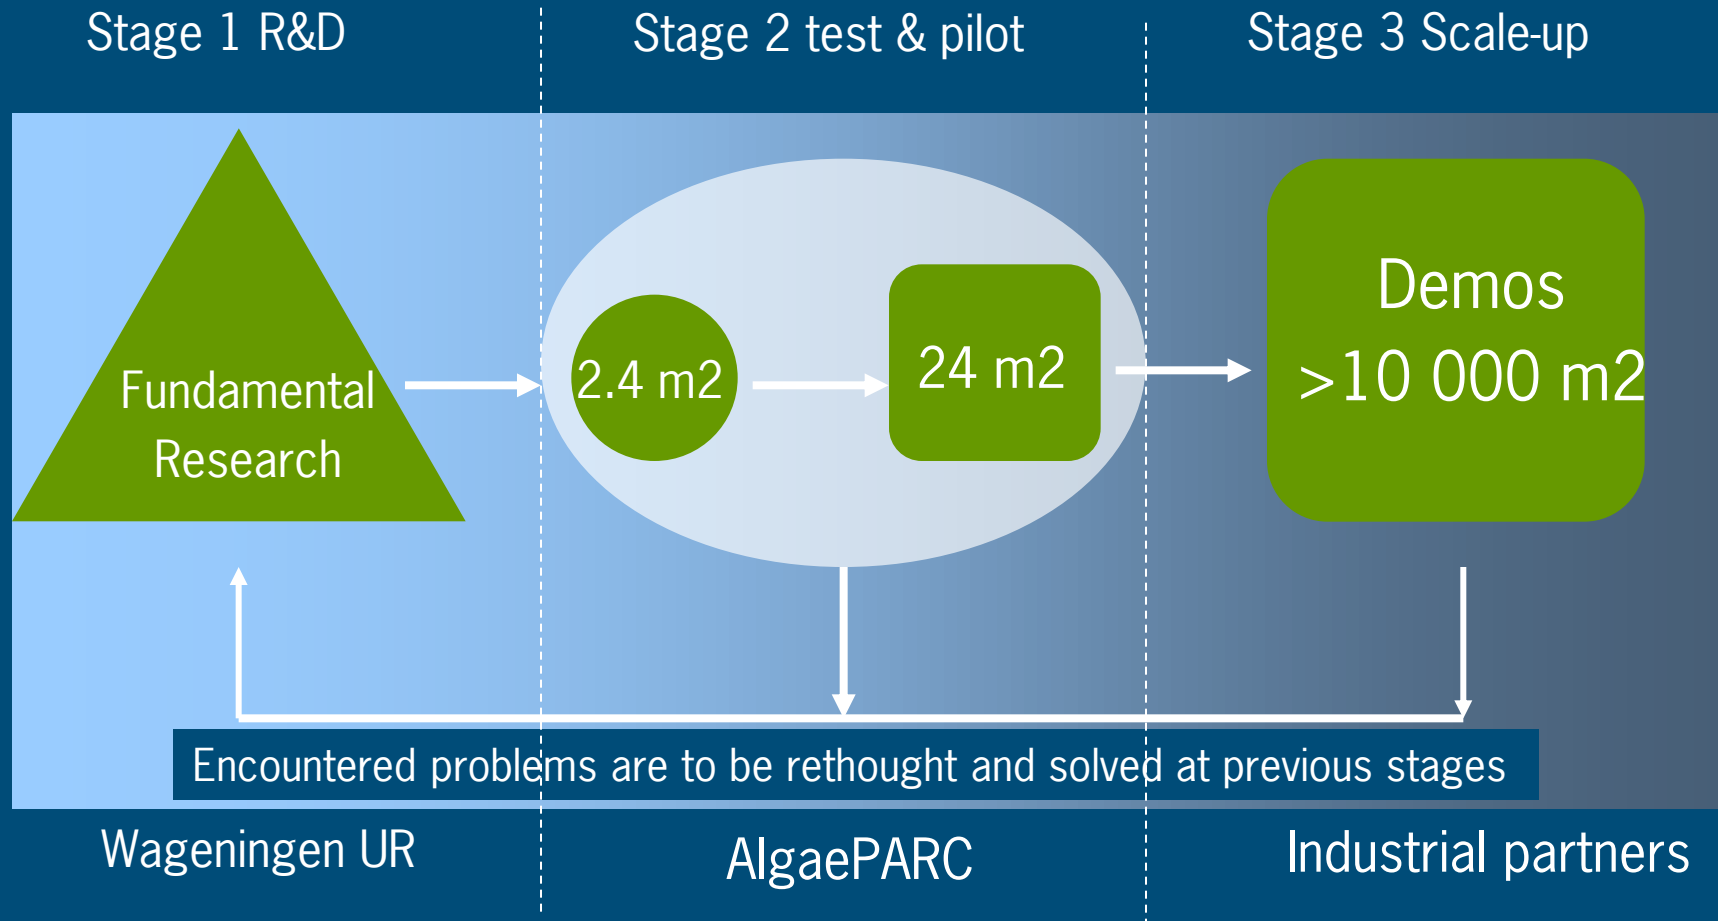 Stage 1 R&D
Stage 2 test & pilot
Stage 3 Scale-up
Fundamental
Research
2.4 m2
24 m2
Demos
>10 000 m2
Encountered problems are to be rethought and solved at previous stages
Wageningen UR
AlgaePARC
Industrial partners